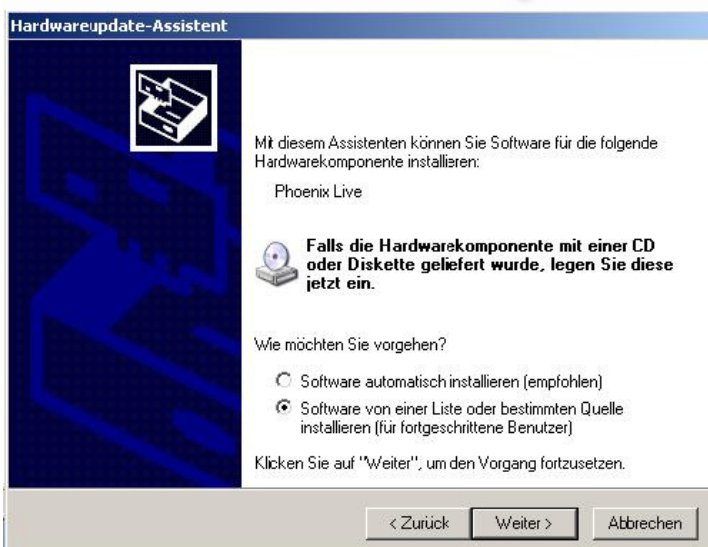 Hardwareupdate-Assistent
Mit diesem Assistenten können Sie Software für die folgende
Hardwarekomponente installieren:
Phoenix Live
Falls die Hardwarekomponente mit einer CD
oder Diskette geliefert wurde, legen Sie diese
jetzt ein.
Wie möchten Sie vorgehen?
Software automatisch installieren (empfohlen)
Software von einer Liste oder bestimmten Quelle
installieren (für fortgeschrittene Benutzer)
Klicken Sie auf "Weiter", um den Vorgang fortzusetzen.
< Zurück Weiter > Abbrechen